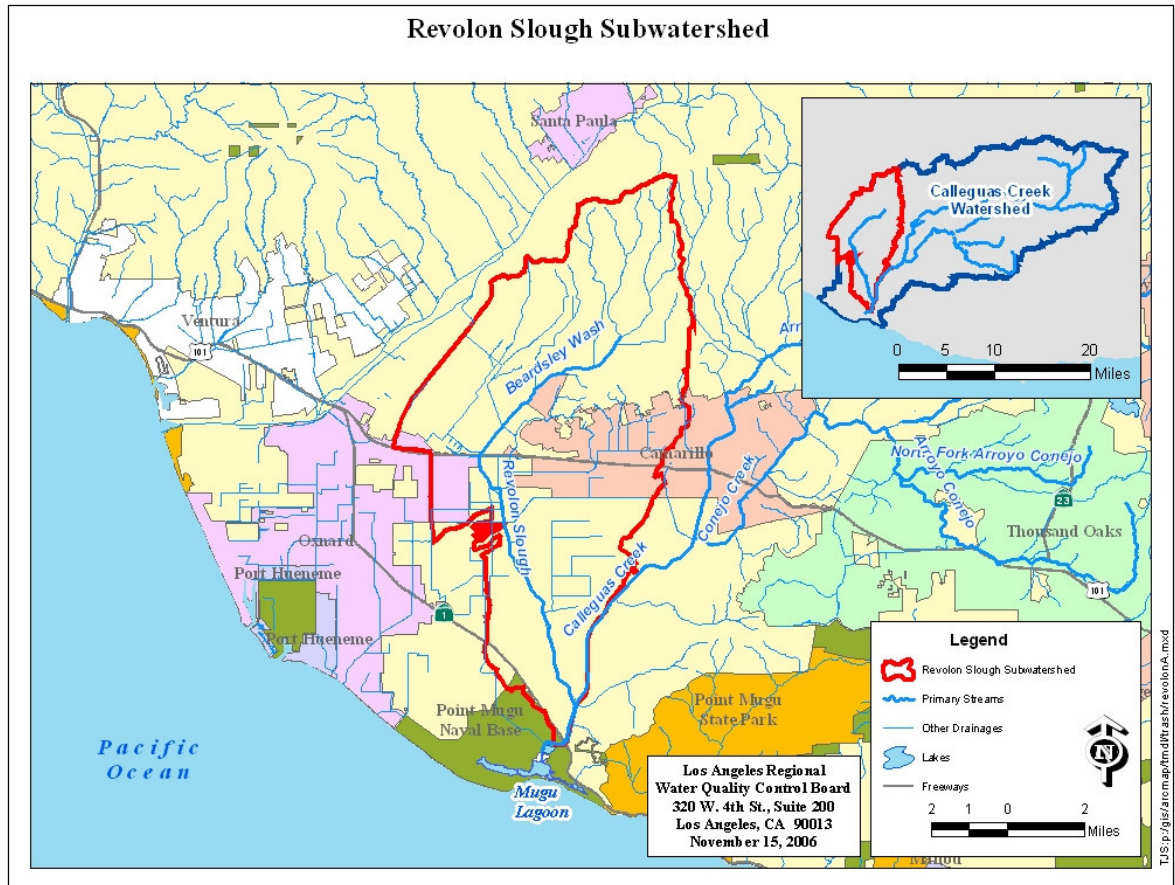 Revolon Slough Subwatershed
Santa Paula
Calleguas Creek
Watershed
0 5 10 20
Miles
Ventura
101
Beardsley Wash
Camarillo
Revolon Slough
Conejo Creek
Calleguas Creek
North Fork Arroyo Conejo
Arroyo Conejo
23
Thousand Oaks
101
Oxnard
Port Hueneme
Port Hueneme
1
Point Mugu
Naval Base
Point Mugu
State Park
Pacific
Ocean
Mugu
Lagoon
Malibu
Los Angeles Regional
Water Quality Control Board
320 W. 4th St., Suite 200
Los Angeles, CA 90013
November 15, 2006
Legend
Revolon Slough Subwatershed
Primary Streams
Other Drainages
Lakes
Freeways
N
2 1 0 2
Miles
TJS:p:/gis/arcmap/tmdl/trash/revolonA.mxd